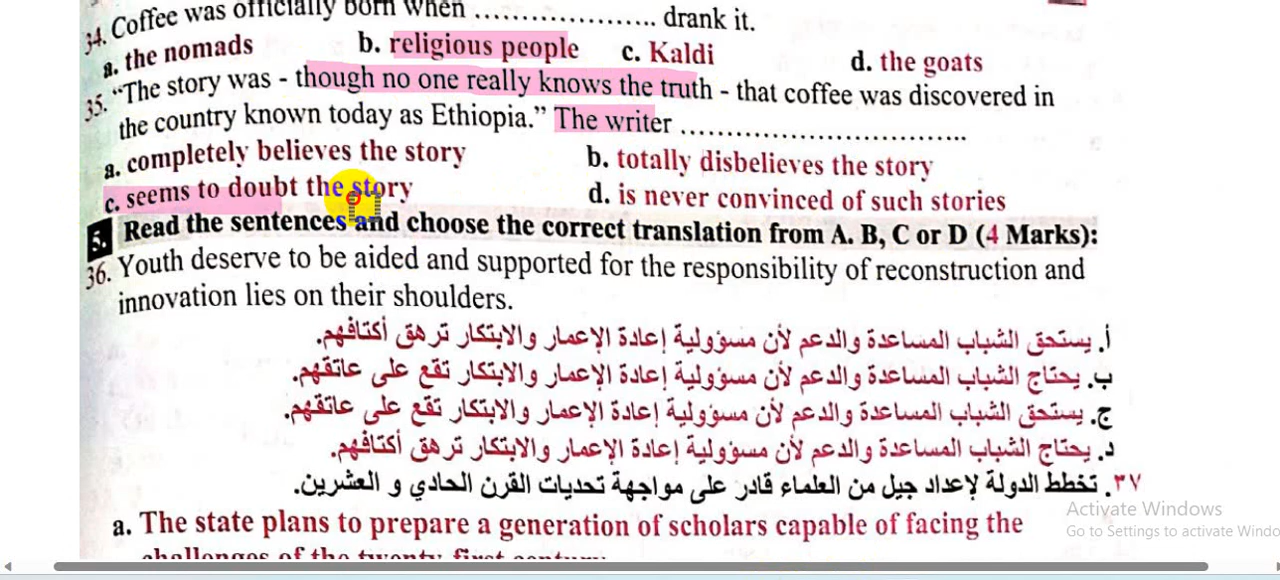 34. Coffee was officially born when .................... drank it.
a. the nomads b. religious people c. Kaldi d. the goats
35. “The story was - though no one really knows the truth - that coffee was discovered in
the country known today as Ethiopia.” The writer ................................
a. completely believes the story b. totally disbelieves the story
c. seems to doubt the story d. is never convinced of such stories
5. Read the sentences and choose the correct translation from A. B, C or D (4 Marks):
36. Youth deserve to be aided and supported for the responsibility of reconstruction and
innovation lies on their shoulders.
أ. يستحق الشباب المساعدة والدعم لأن مسؤولية إعادة الإعمار والابتكار ترهق أكتافهم.
ب. يحتاج الشباب المساعدة والدعم لأن مسؤولية إعادة الإعمار والابتكار تقع على عاتقهم.
ج. يستحق الشباب المساعدة والدعم لأن مسؤولية إعادة الإعمار والابتكار تقع على عاتقهم.
د. يحتاج الشباب المساعدة والدعم لأن مسؤولية إعادة الإعمار والابتكار ترهق أكتافهم.
٣٧. تخطط الدولة لإعداد جيل من العلماء قادر على مواجهة تحديات القرن الحادي و العشرين.
a. The state plans to prepare a generation of scholars capable of facing the
challenges of the twenty first century.
Activate Windows
Go to Settings to activate Windo